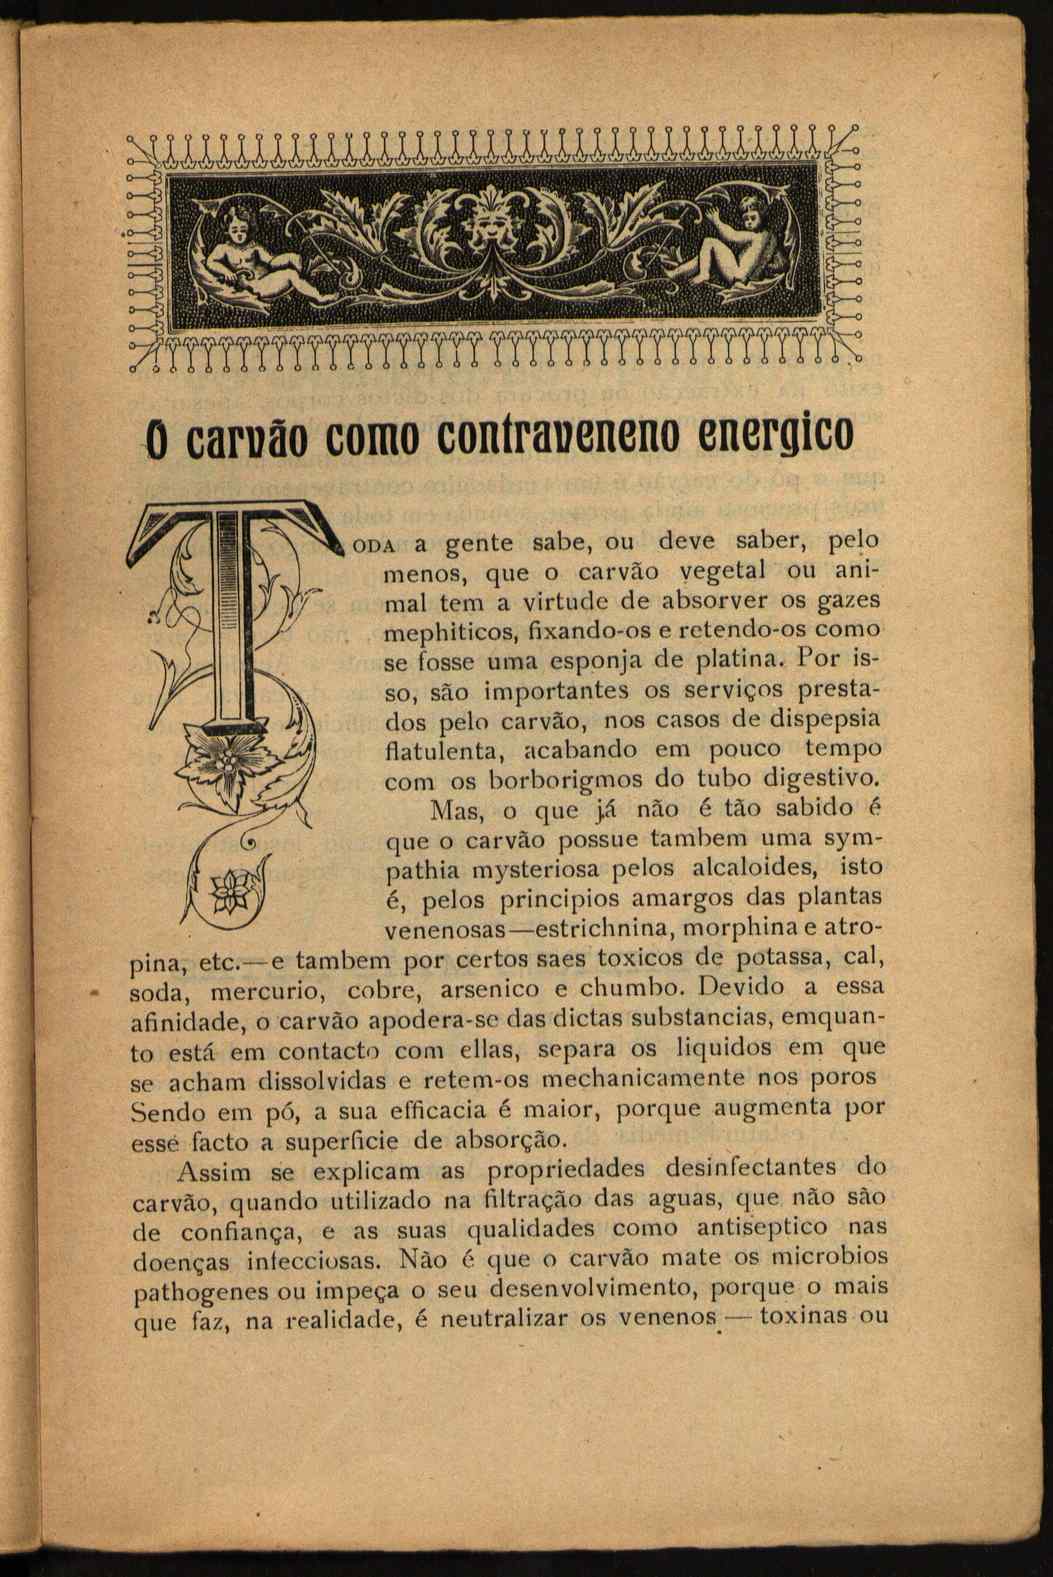 O carvão como contraveneno energico
TODA a gente sabe, ou deve saber, pelo
menos, que o carvão vegetal ou ani-
mal tem a virtude de absorver os gazes
mephiticos, fixando-os e retendo-os como
se fosse uma esponja de platina. Por is-
so, são importantes os serviços presta-
dos pelo carvão, nos casos de dispepsia
flatulenta, acabando em pouco tempo
com os borborigmos do tubo digestivo.
Mas, o que já não é tão sabido é
que o carvão possue tambem uma sym-
pathia mysteriosa pelos alcaloides, isto
é, pelos principios amargos das plantas
venenosas—estrichnina, morphina e atro-
pina, etc.—e tambem por certos saes toxicos de potassa, cal,
soda, mercurio, cobre, arsenico e chumbo. Devido a essa
afinidade, o carvão apodera-se das dictas substancias, emquan-
to está em contacto com ellas, separa os liquidos em que
se acham dissolvidas e retem-os mechanicamente nos poros
Sendo em pó, a sua efficacia é maior, porque augmenta por
esse facto a superficie de absorção.
Assim se explicam as propriedades desinfectantes do
carvão, quando utilizado na filtração das aguas, que não são
de confiança, e as suas qualidades como antiseptico nas
doenças infecciosas. Não é que o carvão mate os microbios
pathogenes ou impeça o seu desenvolvimento, porque o mais
que faz, na realidade, é neutralizar os venenos — toxinas ou